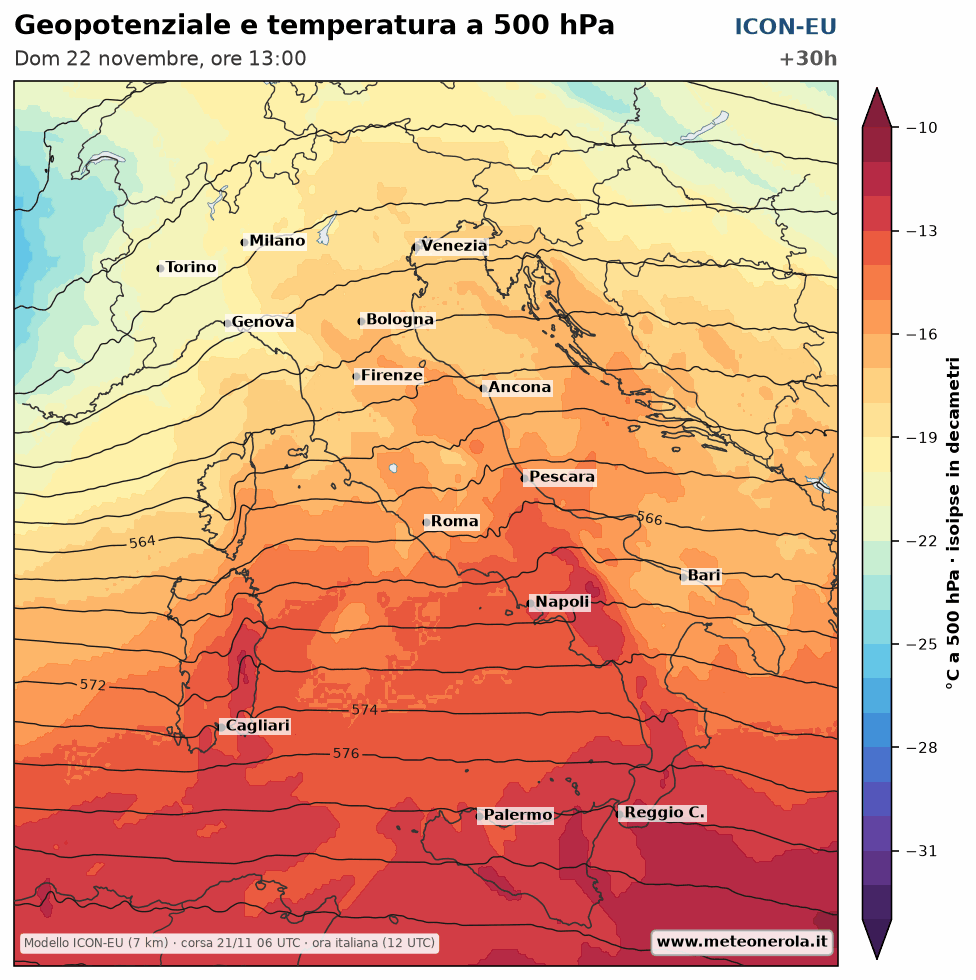 Geopotenziale e temperatura a 500 hPa
ICON-EU
Dom 22 novembre, ore 13:00
+30h
Milano
Venezia
Torino
Genova
Bologna
Firenze
Ancona
Pescara
Roma
566
564
Bari
Napoli
572
574
Cagliari
576
Palermo
Reggio C.
−10
−13
−16
−19
−22
−25
−28
−31
°C a 500 hPa · isoipse in decametri
Modello ICON-EU (7 km) · corsa 21/11 06 UTC · ora italiana (12 UTC)
www.meteonerola.it